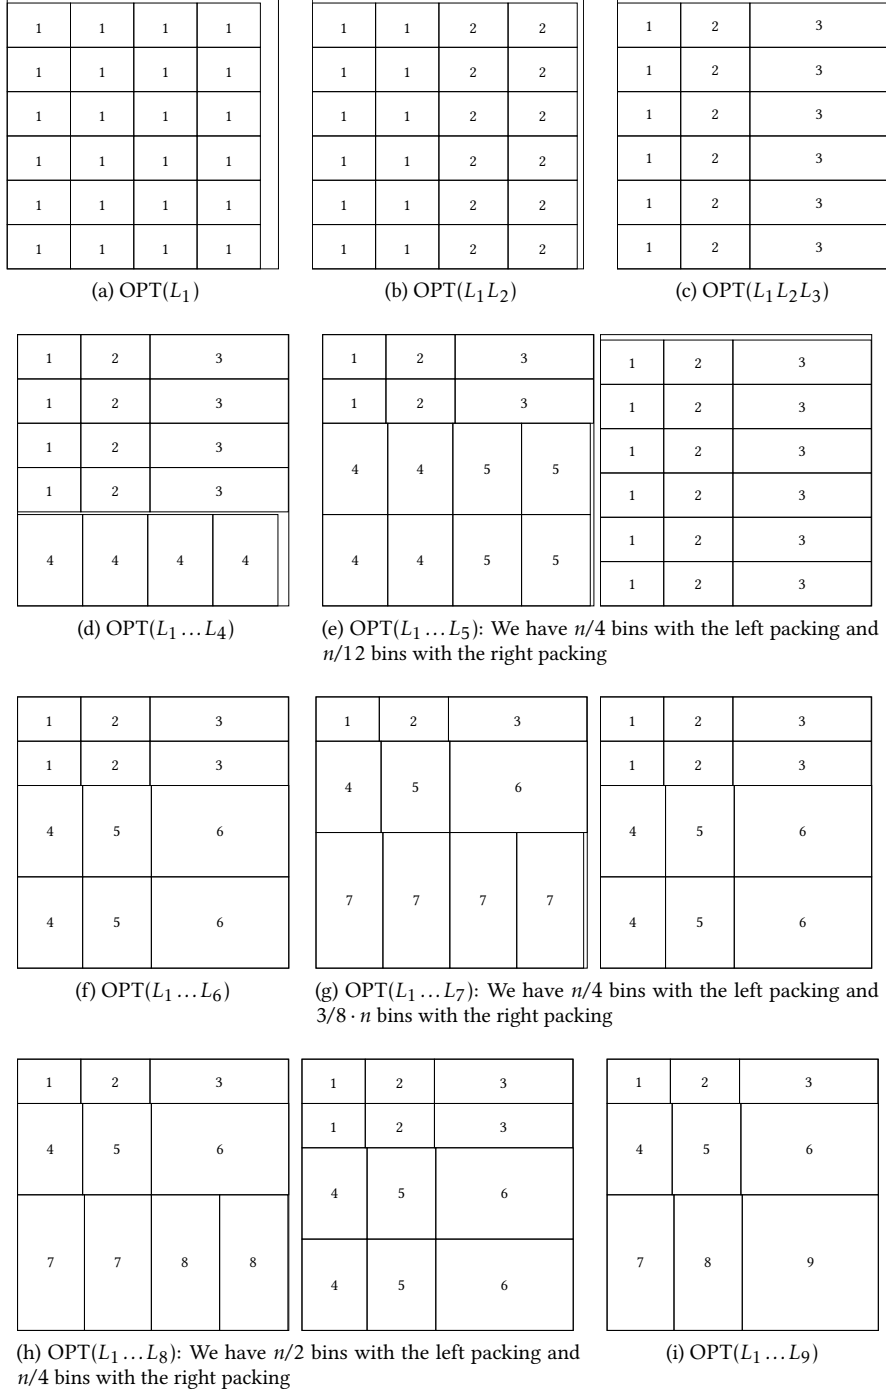 1 1 1 1 1 1 2 2 1 2 3
1 1 1 1 1 1 2 2 1 2 3
1 1 1 1 1 1 2 2 1 2 3
1 1 1 1 1 1 2 2 1 2 3
1 1 1 1 1 1 2 2 1 2 3
1 1 1 1 1 1 2 2 1 2 3
(a) OPT(L1) (b) OPT(L1L2) (c) OPT(L1L2L3)
1 2 3
1 2 3
1 2 3
1 2 3
4 4 4 4
(d) OPT(L1...L4)
1 2 3
1 2 3
4 4 5 5
4 4 5 5
1 2 3
1 2 3
1 2 3
1 2 3
1 2 3
1 2 3
(e) OPT(L1...L5): We have n/4 bins with the left packing and
n/12 bins with the right packing
1 2 3
1 2 3
4 5 6
4 5 6
(f) OPT(L1...L6)
1 2 3
4 5 6
7 7 7 7
1 2 3
1 2 3
4 5 6
4 5 6
(g) OPT(L1...L7): We have n/4 bins with the left packing and
3/8 · n bins with the right packing
1 2 3
4 5 6
7 7 8 8
1 2 3
1 2 3
4 5 6
4 5 6
(h) OPT(L1...L8): We have n/2 bins with the left packing and
n/4 bins with the right packing
1 2 3
4 5 6
7 8 9
(i) OPT(L1...L9)